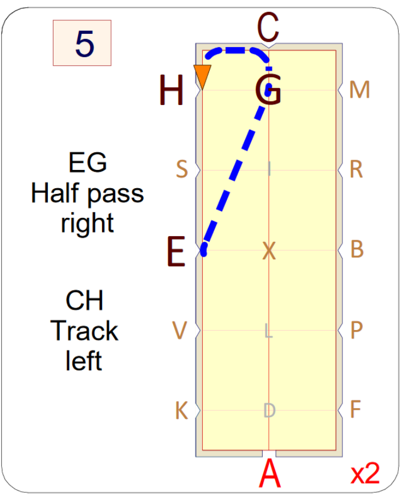 5
C
H G M
EG
Half pass
right
S I R
E X B
CH
Track
left
V L P
K D F
A
x2